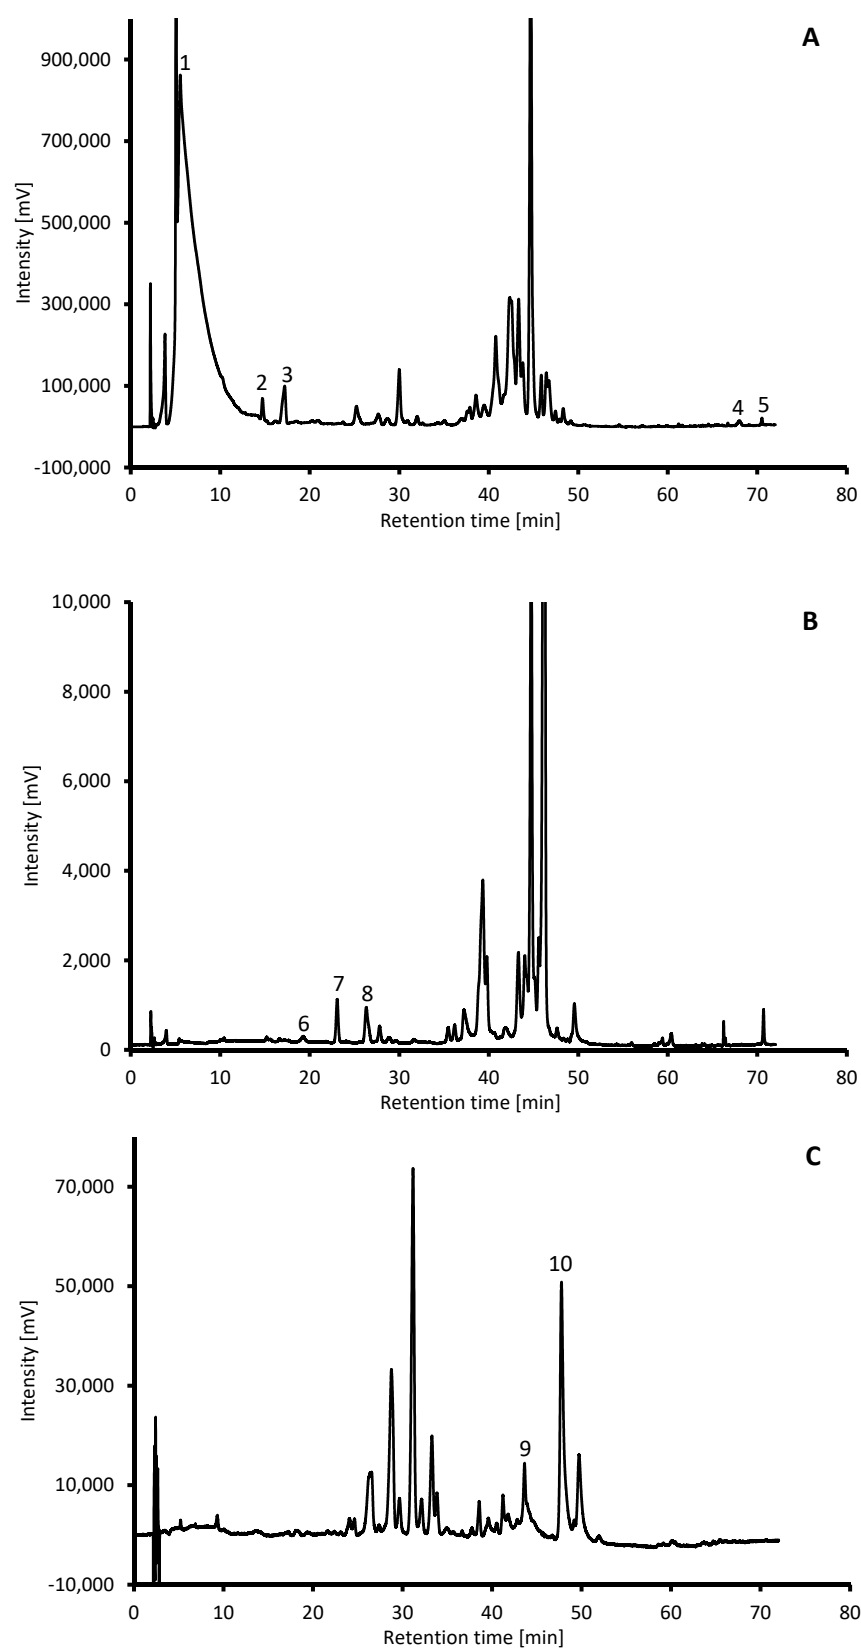 A
900,000
1
700,000
500,000
300,000
100,000
2
3
4
5
-100,000
0 10 20 30 40 50 60 70 80
Retention time [min]
Intensity [mV]
B
10,000
8,000
6,000
4,000
2,000
0
6
7
8
0 10 20 30 40 50 60 70 80
Retention time [min]
Intensity [mV]
C
70,000
50,000
30,000
10,000
-10,000
10
9
0 10 20 30 40 50 60 70 80
Retention time [min]
Intensity [mV]